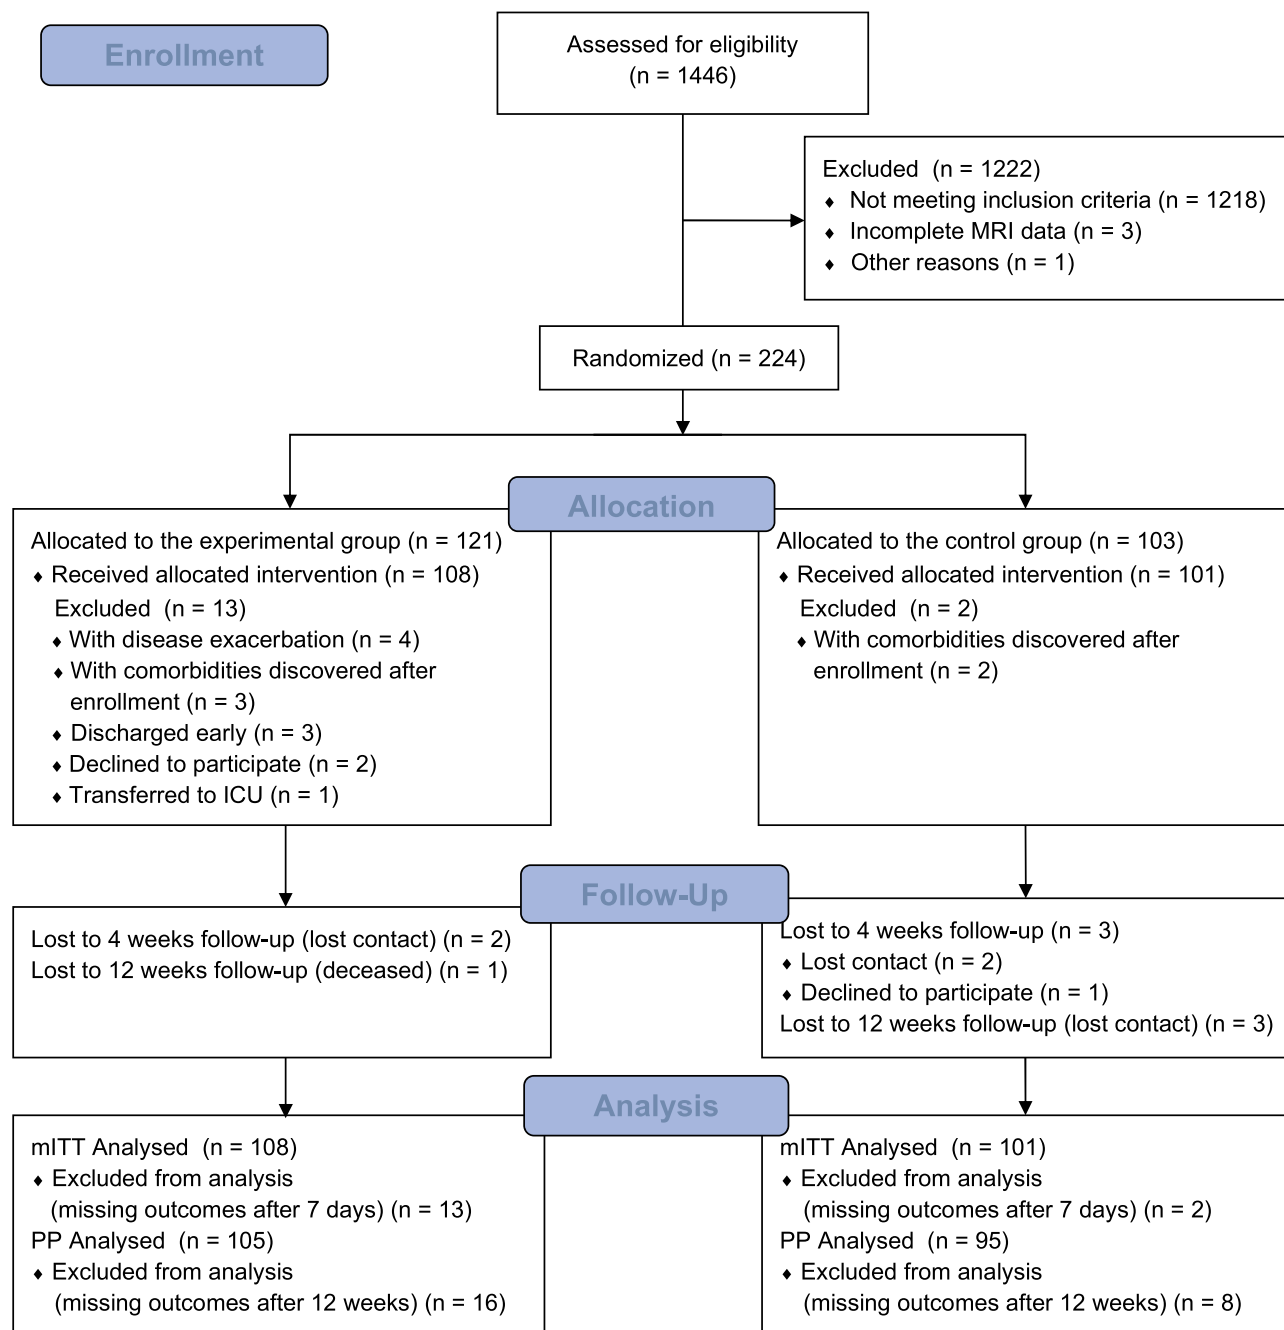 Enrollment
Assessed for eligibility
(n = 1446)
Excluded (n = 1222)
♦ Not meeting inclusion criteria (n = 1218)
♦ Incomplete MRI data (n = 3)
♦ Other reasons (n = 1)
Randomized (n = 224)
Allocation
Allocated to the experimental group (n = 121)
♦ Received allocated intervention (n = 108)
Excluded (n = 13)
♦ With disease exacerbation (n = 4)
♦ With comorbidities discovered after
enrollment (n = 3)
♦ Discharged early (n = 3)
♦ Declined to participate (n = 2)
♦ Transferred to ICU (n = 1)
Allocated to the control group (n = 103)
♦ Received allocated intervention (n = 101)
Excluded (n = 2)
♦ With comorbidities discovered after
enrollment (n = 2)
Follow-Up
Lost to 4 weeks follow-up (lost contact) (n = 2)
Lost to 12 weeks follow-up (deceased) (n = 1)
Lost to 4 weeks follow-up (n = 3)
♦ Lost contact (n = 2)
♦ Declined to participate (n = 1)
Lost to 12 weeks follow-up (lost contact) (n = 3)
Analysis
mITT Analysed (n = 108)
♦ Excluded from analysis
(missing outcomes after 7 days) (n = 13)
PP Analysed (n = 105)
♦ Excluded from analysis
(missing outcomes after 12 weeks) (n = 16)
mITT Analysed (n = 101)
♦ Excluded from analysis
(missing outcomes after 7 days) (n = 2)
PP Analysed (n = 95)
♦ Excluded from analysis
(missing outcomes after 12 weeks) (n = 8)